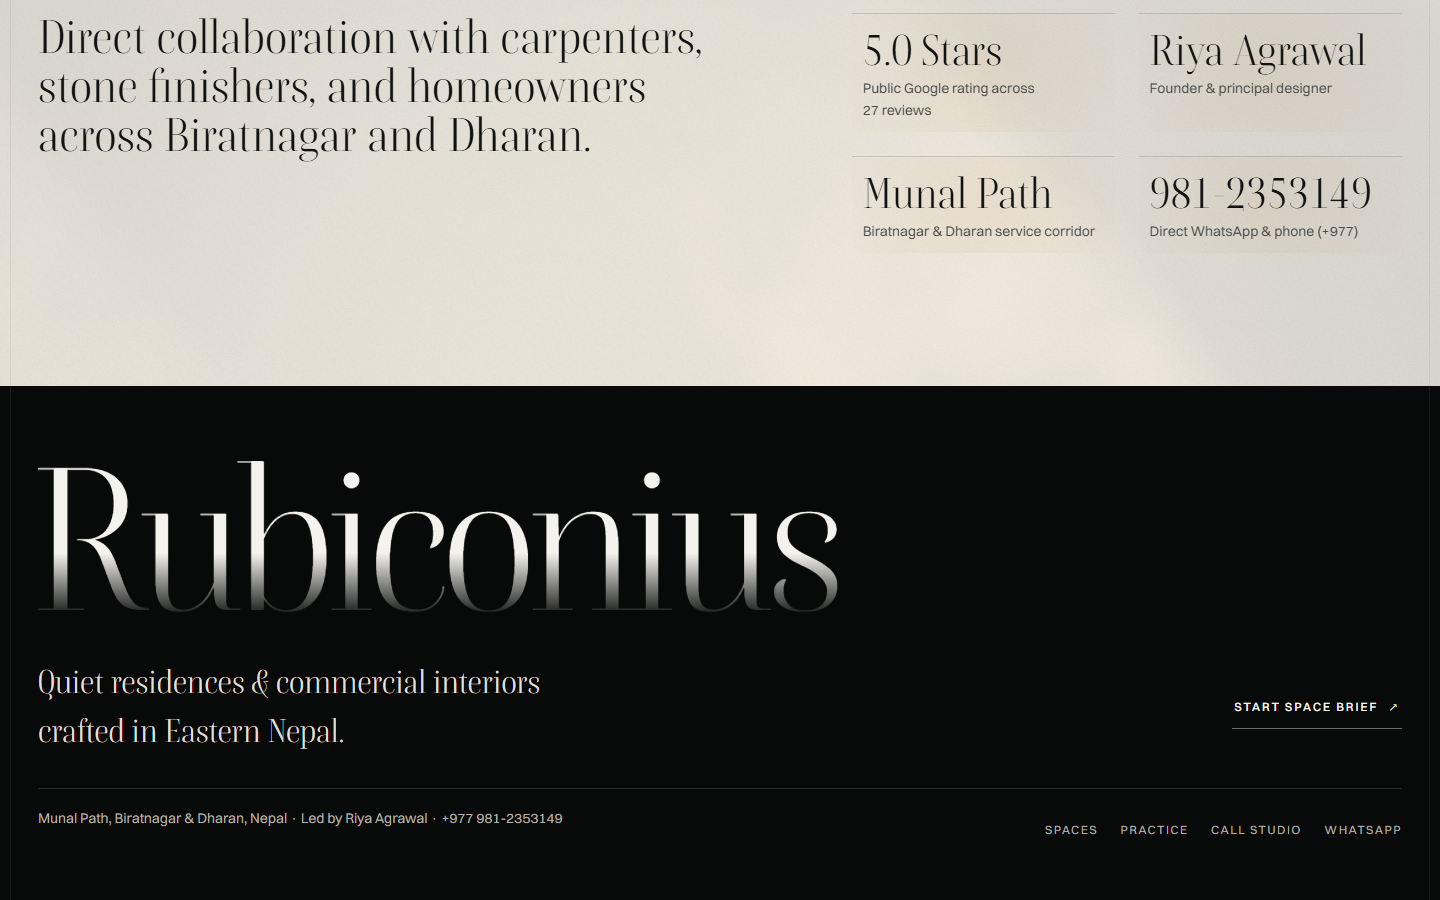 Direct collaboration with carpenters,
stone finishers, and homeowners
across Biratnagar and Dharan.
5.0 Stars
Public Google rating across
27 reviews
Riya Agrawal
Founder & principal designer
Munal Path
Biratnagar & Dharan service corridor
981-2353149
Direct WhatsApp & phone (+977)
Rubiconius
Quiet residences & commercial interiors
crafted in Eastern Nepal.
START SPACE BRIEF ↗
Munal Path, Biratnagar & Dharan, Nepal · Led by Riya Agrawal · +977 981-2353149
SPACES PRACTICE CALL STUDIO WHATSAPP